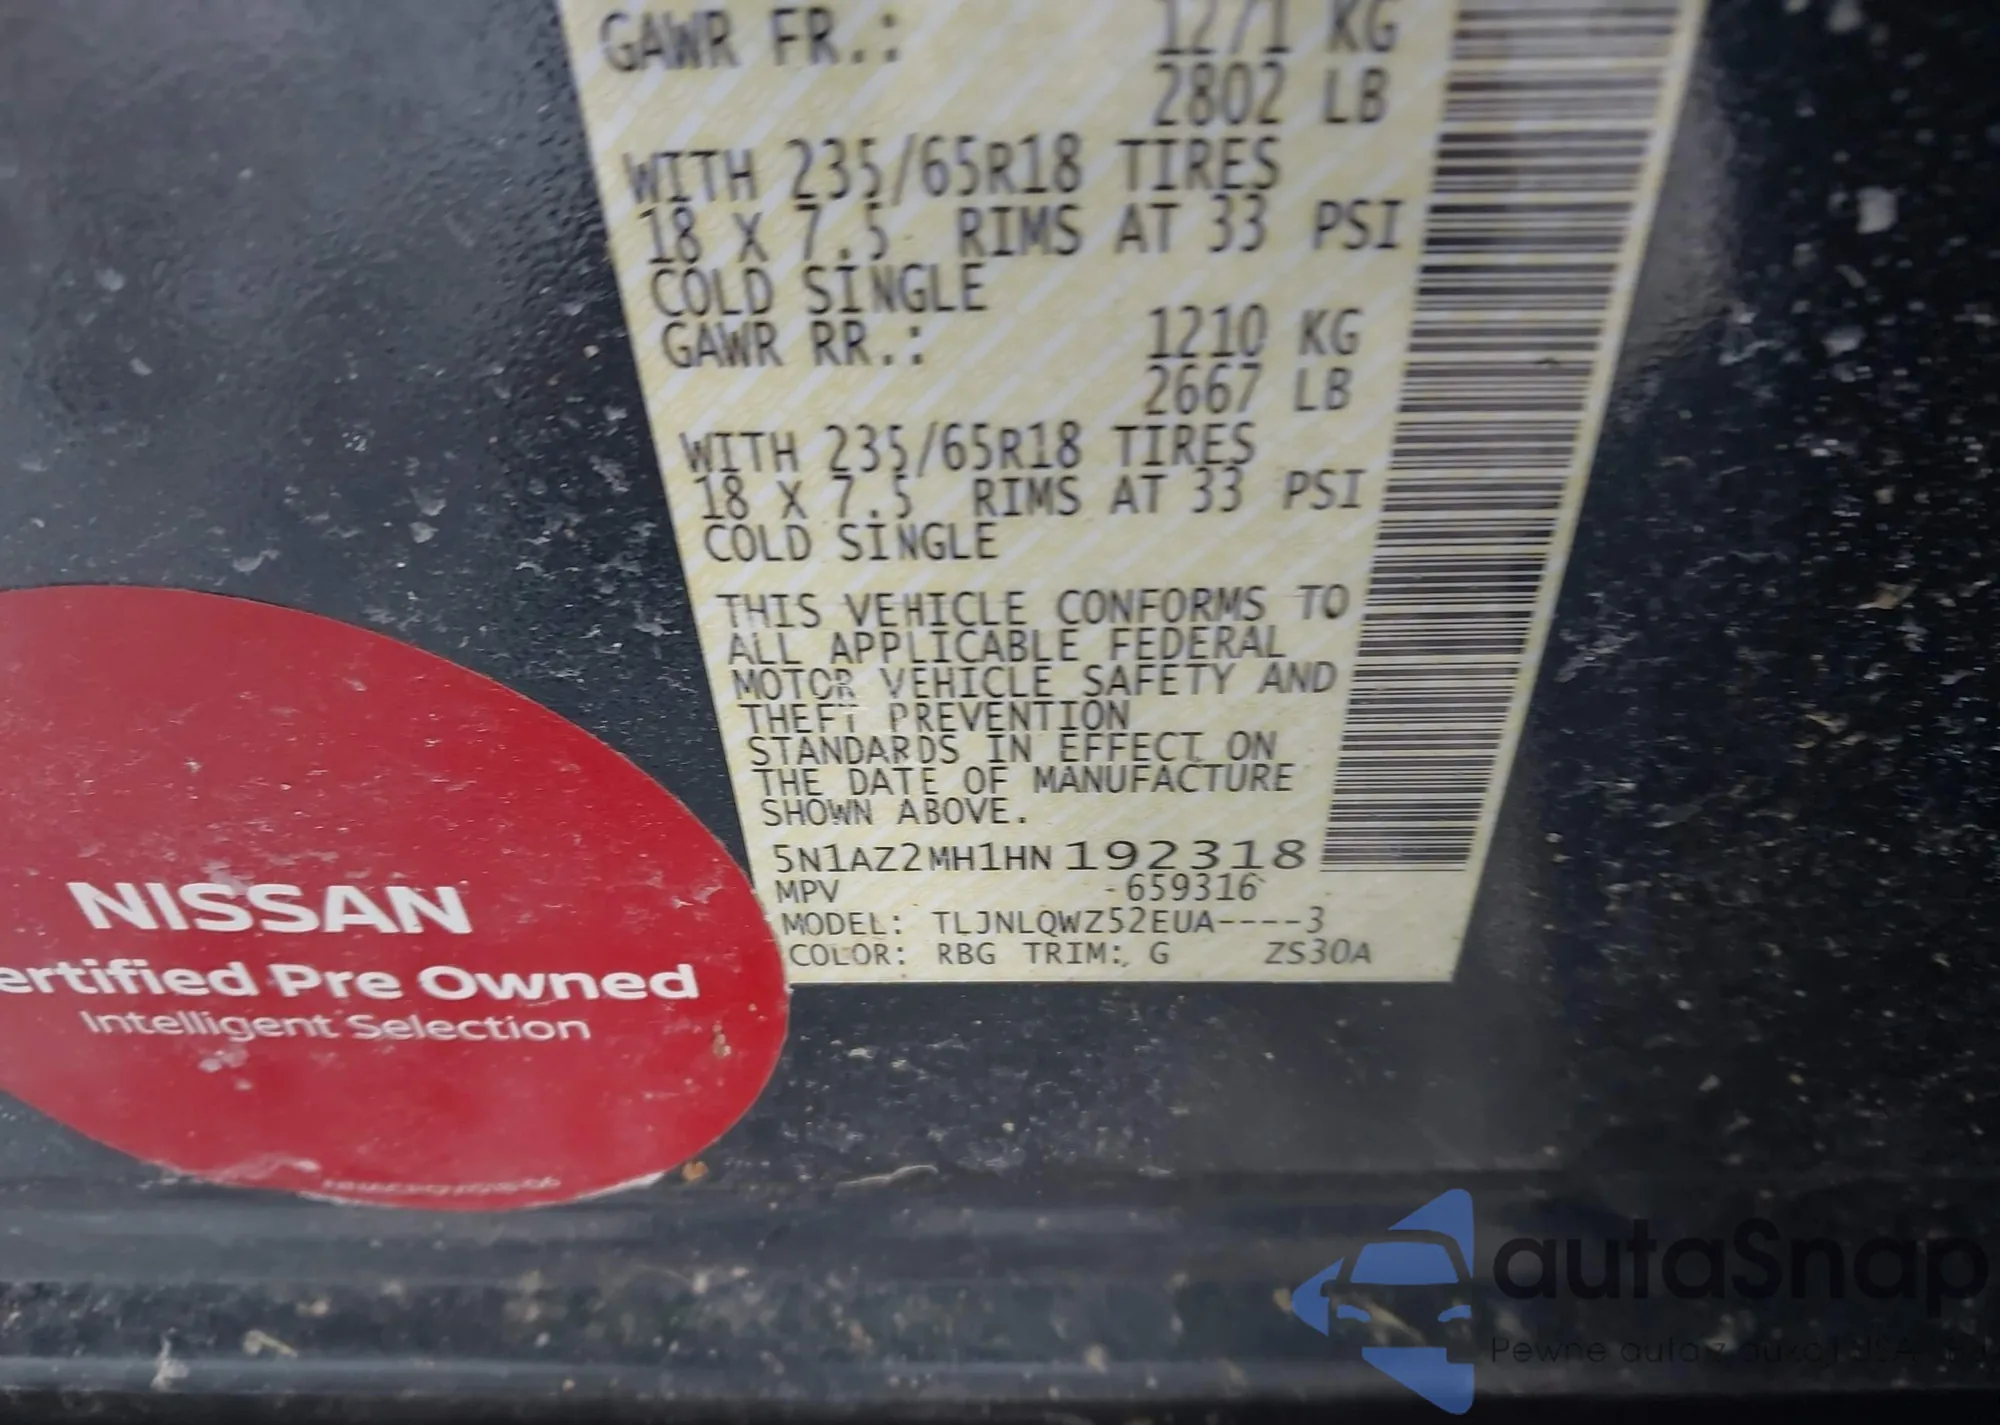 GAWR FR.: 1271 KG
2802 LB
WITH 235/65R18 TIRES
18 X 7.5 RIMS AT 33 PSI
COLD SINGLE
GAWR RR.: 1210 KG
2667 LB
WITH 235/65R18 TIRES
18 X 7.5 RIMS AT 33 PSI
COLD SINGLE
THIS VEHICLE CONFORMS TO
ALL APPLICABLE FEDERAL
MOTOR VEHICLE SAFETY AND
THEFT PREVENTION
STANDARDS IN EFFECT ON
THE DATE OF MANUFACTURE
SHOWN ABOVE.
5N1AZ2MH1HN192318
MPV -659316
MODEL: TLJNLQWZ52EUA----3
COLOR: RBG TRIM: G ZS30A
NISSAN
ertified Pre Owned
Intelligent Selection
autaSnap
Pewne auta z aukcji USA